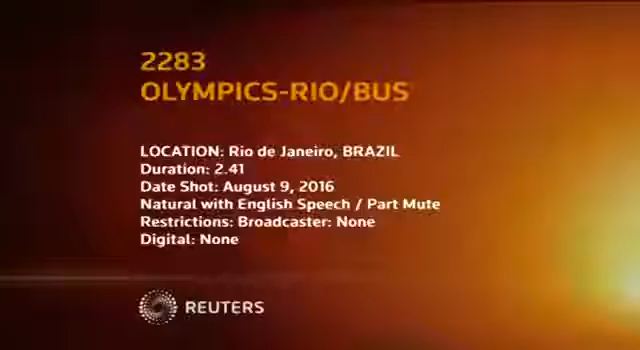 2283
OLYMPICS-RIO/BUS
LOCATION: Rio de Janeiro, BRAZIL
Duration: 2.41
Date Shot: August 9, 2016
Natural with English Speech / Part Mute
Restrictions: Broadcaster: None
Digital: None
REUTERS